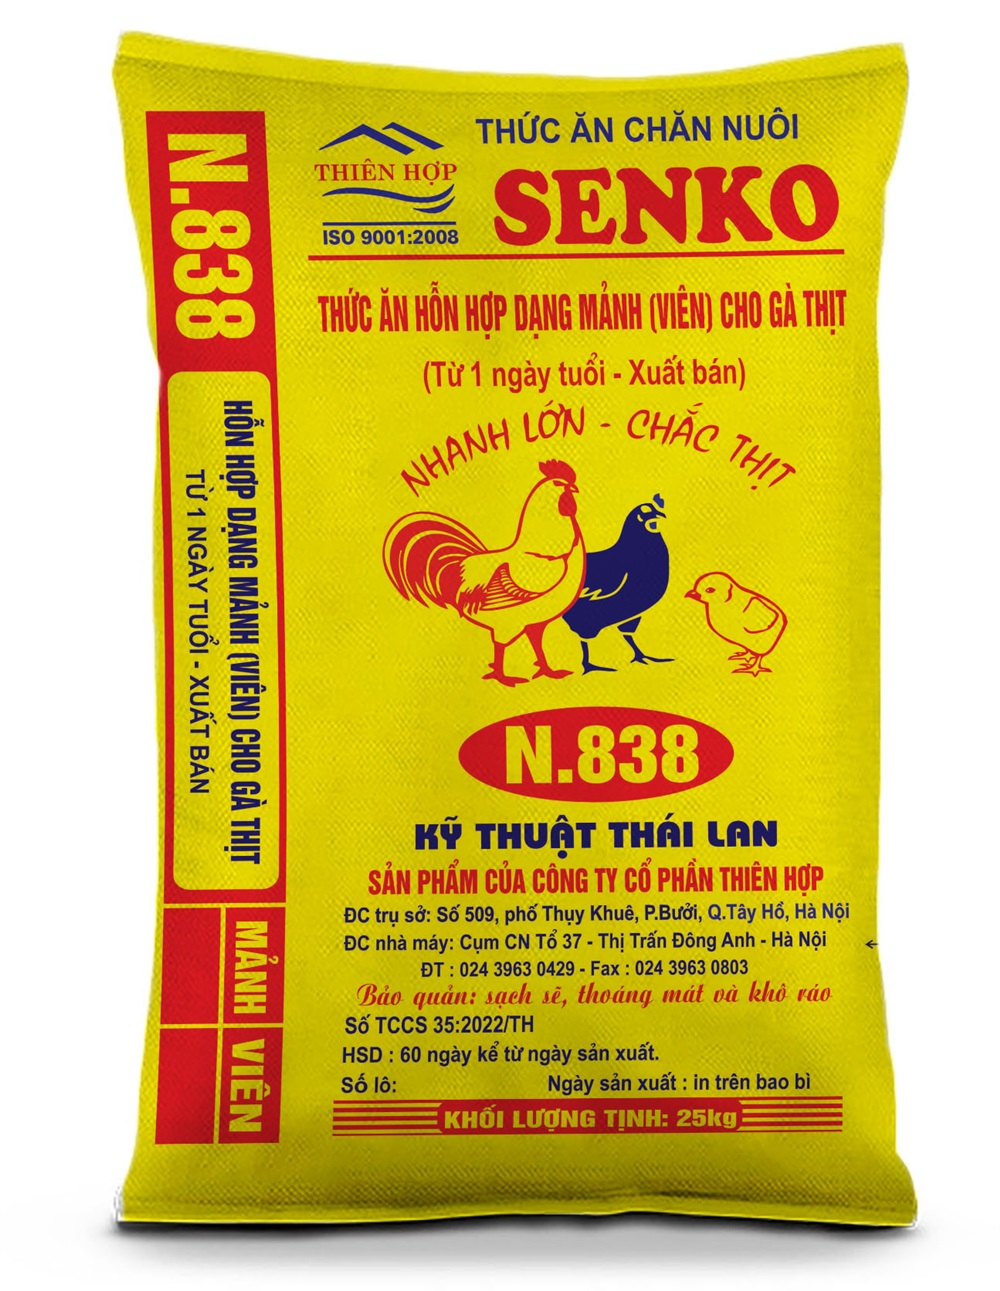 THỨC ĂN CHĂN NUÔI
THIÊN HỢP
ISO 9001:2008
SENKO
THỨC ĂN HỖN HỢP DẠNG MẢNH (VIÊN) CHO GÀ THỊT
(Từ 1 ngày tuổi - Xuất bán)
NHANH LỚN - CHẮC THỊT
N.838
KỸ THUẬT THÁI LAN
SẢN PHẨM CỦA CÔNG TY CỔ PHẦN THIÊN HỢP
ĐC trụ sở: Số 509, phố Thụy Khuê, P.Bưởi, Q.Tây Hồ, Hà Nội
ĐC nhà máy: Cụm CN Tổ 37 - Thị Trấn Đông Anh - Hà Nội
ĐT : 024 3963 0429 - Fax : 024 3963 0803
Bảo quản: sạch sẽ, thoáng mát và khô ráo
Số TCCS 35:2022/TH
HSD : 60 ngày kể từ ngày sản xuất.
Số lô: Ngày sản xuất : in trên bao bì
KHỐI LƯỢNG TỊNH: 25kg
N.838
HỖN HỢP DẠNG MẢNH (VIÊN) CHO GÀ THỊT
TỪ 1 NGÀY TUỔI - XUẤT BÁN
MẢNH
VIÊN